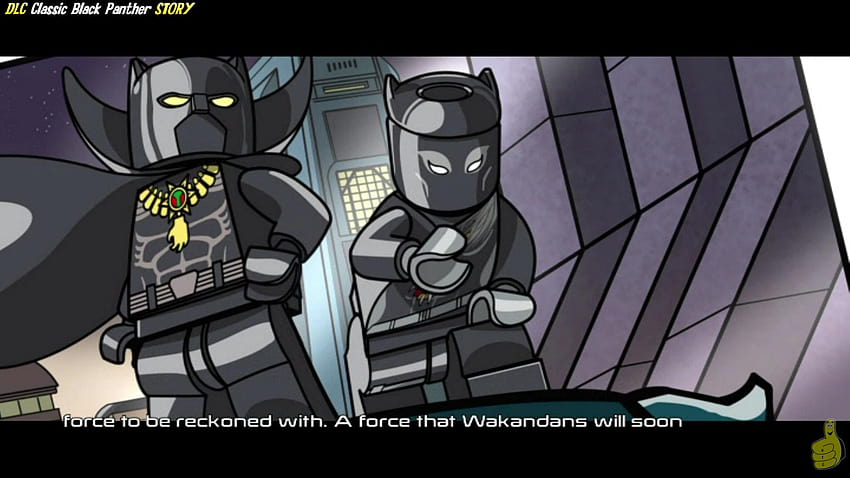 DLC Classic Black Panther STORY
force to be reckoned with. A force that Wakandans will soon